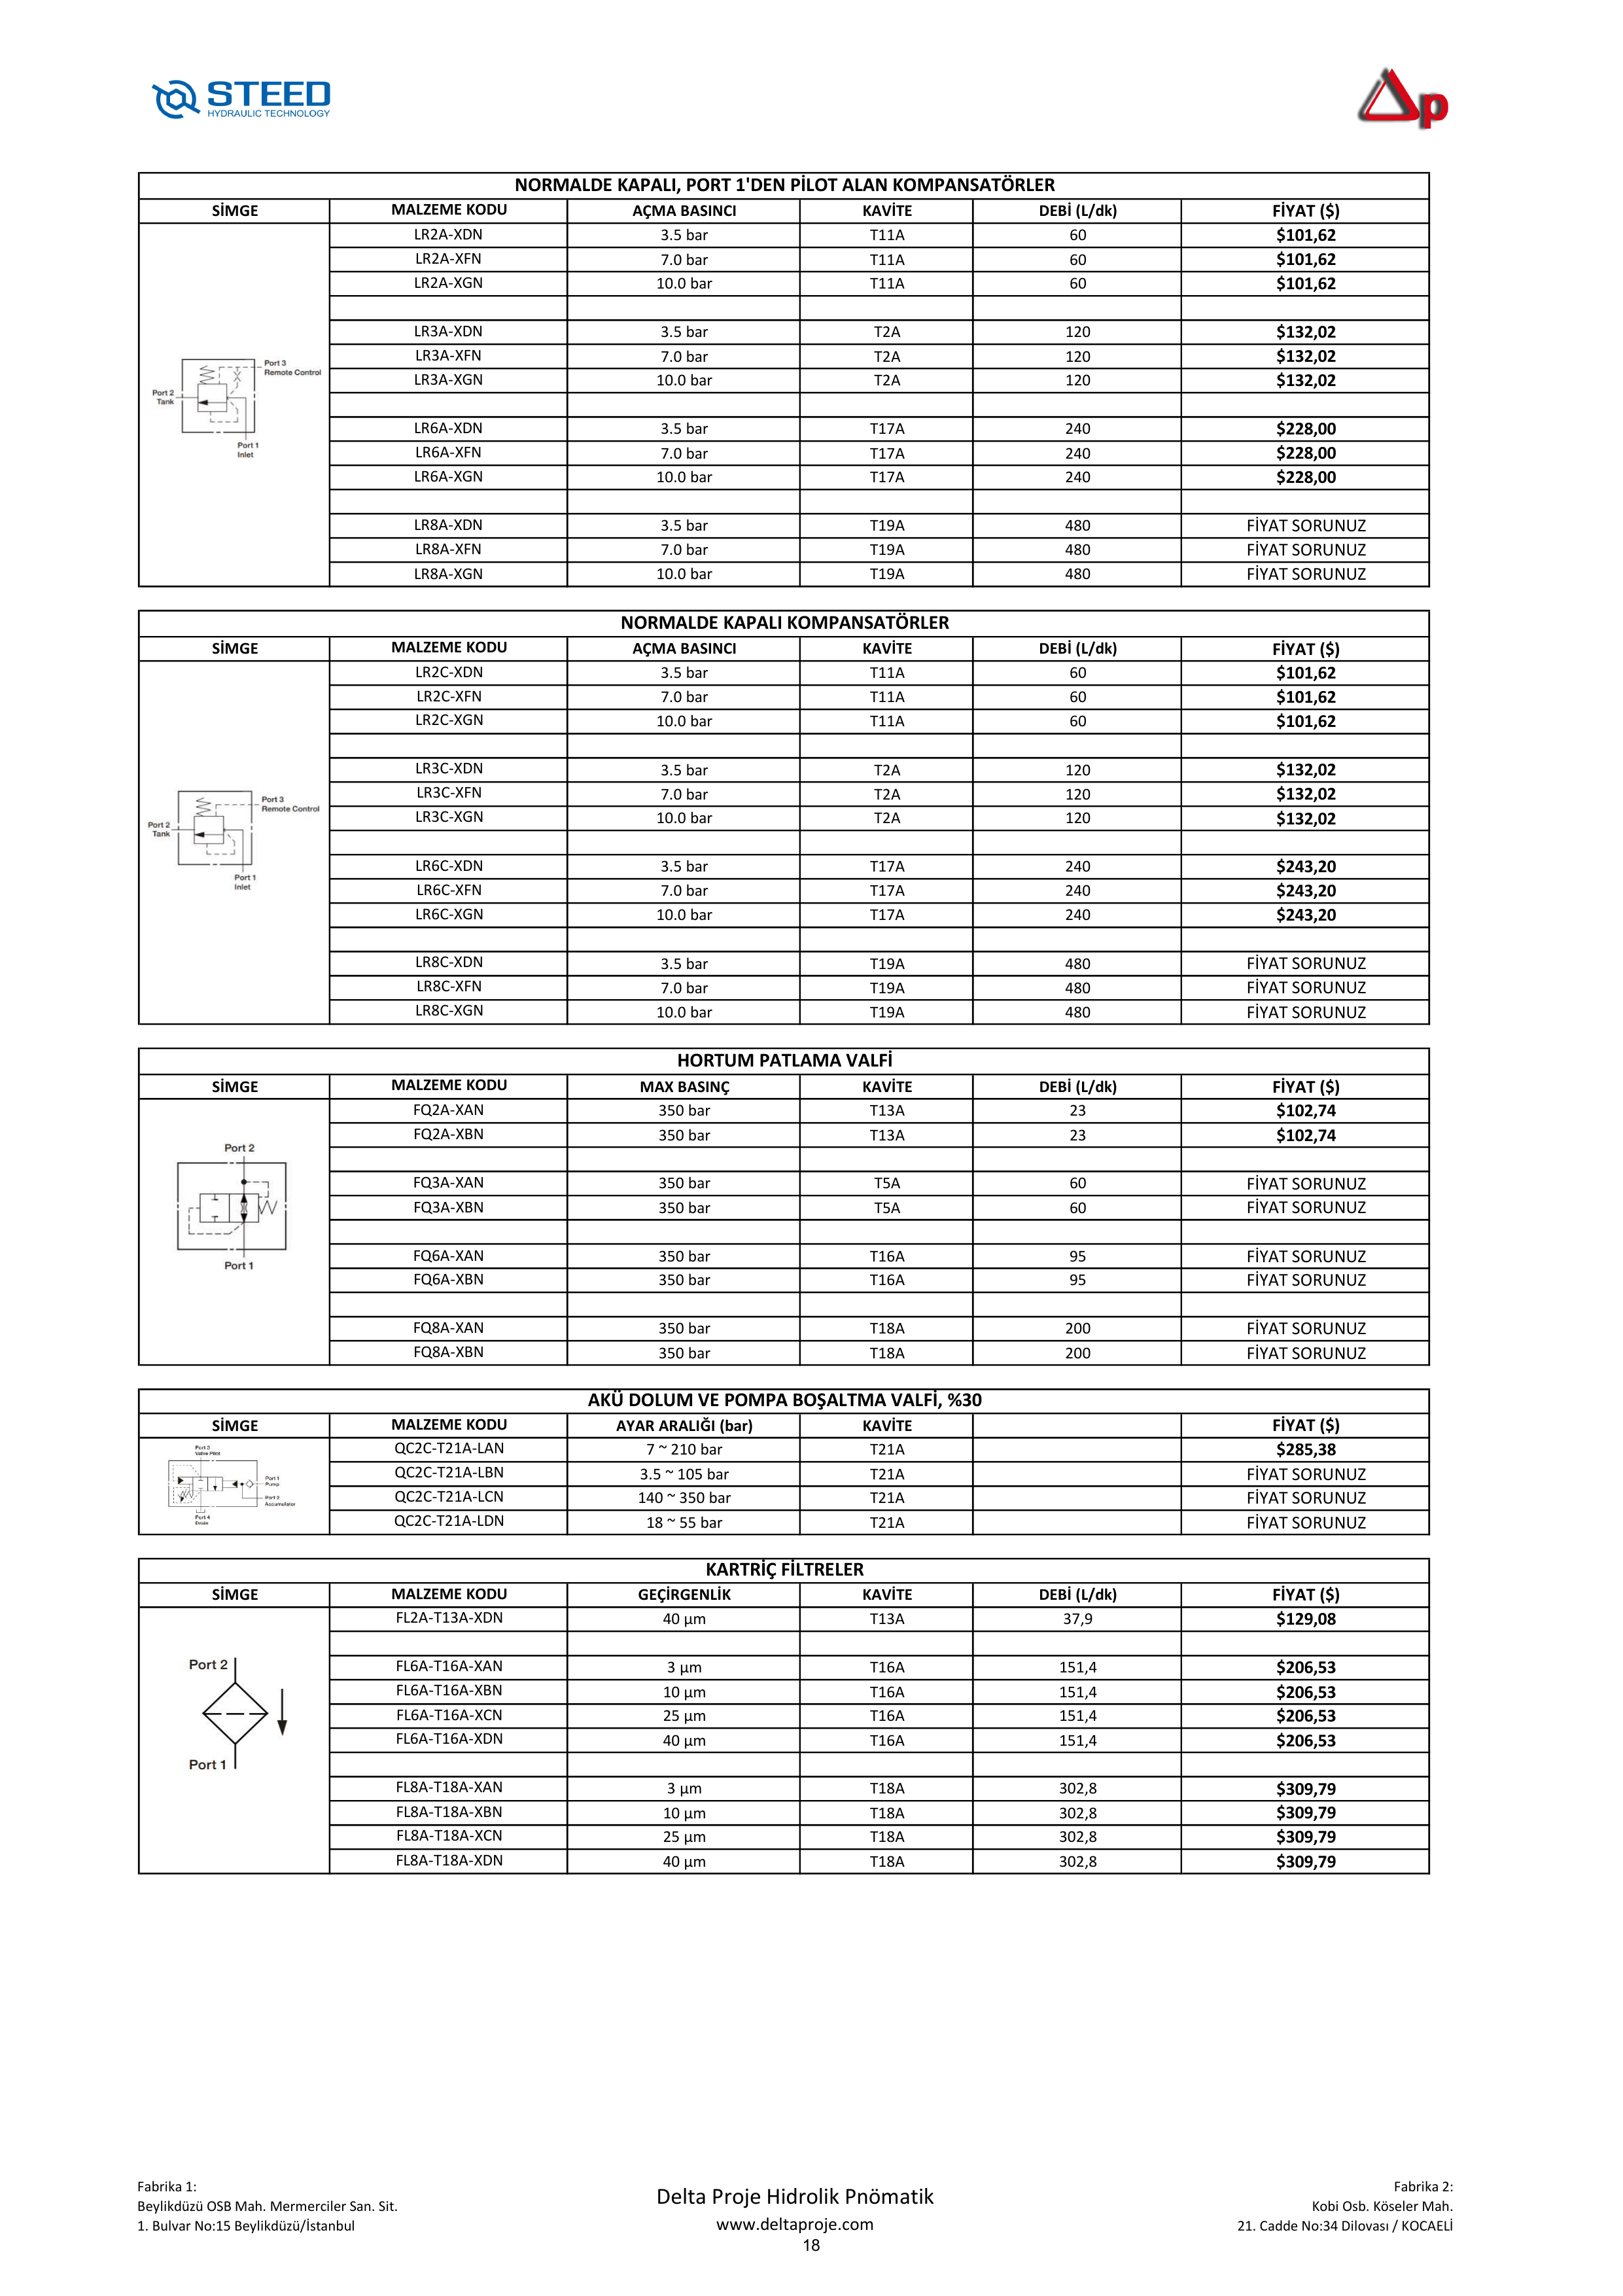 STEED
HYDRAULIC TECHNOLOGY
Δp
NORMALDE KAPALI, PORT 1'DEN PİLOT ALAN KOMPANSATÖRLER
SİMGE MALZEME KODU AÇMA BASINCI KAVİTE DEBİ (L/dk) FİYAT ($)
LR2A-XDN 3.5 bar T11A 60 $101,62
LR2A-XFN 7.0 bar T11A 60 $101,62
LR2A-XGN 10.0 bar T11A 60 $101,62
LR3A-XDN 3.5 bar T2A 120 $132,02
LR3A-XFN 7.0 bar T2A 120 $132,02
LR3A-XGN 10.0 bar T2A 120 $132,02
LR6A-XDN 3.5 bar T17A 240 $228,00
LR6A-XFN 7.0 bar T17A 240 $228,00
LR6A-XGN 10.0 bar T17A 240 $228,00
LR8A-XDN 3.5 bar T19A 480 FİYAT SORUNUZ
LR8A-XFN 7.0 bar T19A 480 FİYAT SORUNUZ
LR8A-XGN 10.0 bar T19A 480 FİYAT SORUNUZ
Port 3
Remote Control
Port 2
Tank
Port 1
Inlet
NORMALDE KAPALI KOMPANSATÖRLER
SİMGE MALZEME KODU AÇMA BASINCI KAVİTE DEBİ (L/dk) FİYAT ($)
LR2C-XDN 3.5 bar T11A 60 $101,62
LR2C-XFN 7.0 bar T11A 60 $101,62
LR2C-XGN 10.0 bar T11A 60 $101,62
LR3C-XDN 3.5 bar T2A 120 $132,02
LR3C-XFN 7.0 bar T2A 120 $132,02
LR3C-XGN 10.0 bar T2A 120 $132,02
LR6C-XDN 3.5 bar T17A 240 $243,20
LR6C-XFN 7.0 bar T17A 240 $243,20
LR6C-XGN 10.0 bar T17A 240 $243,20
LR8C-XDN 3.5 bar T19A 480 FİYAT SORUNUZ
LR8C-XFN 7.0 bar T19A 480 FİYAT SORUNUZ
LR8C-XGN 10.0 bar T19A 480 FİYAT SORUNUZ
Port 3
Remote Control
Port 2
Tank
Port 1
Inlet
HORTUM PATLAMA VALFİ
SİMGE MALZEME KODU MAX BASINÇ KAVİTE DEBİ (L/dk) FİYAT ($)
FQ2A-XAN 350 bar T13A 23 $102,74
FQ2A-XBN 350 bar T13A 23 $102,74
FQ3A-XAN 350 bar T5A 60 FİYAT SORUNUZ
FQ3A-XBN 350 bar T5A 60 FİYAT SORUNUZ
FQ6A-XAN 350 bar T16A 95 FİYAT SORUNUZ
FQ6A-XBN 350 bar T16A 95 FİYAT SORUNUZ
FQ8A-XAN 350 bar T18A 200 FİYAT SORUNUZ
FQ8A-XBN 350 bar T18A 200 FİYAT SORUNUZ
Port 2
Port 1
AKÜ DOLUM VE POMPA BOŞALTMA VALFİ, %30
SİMGE MALZEME KODU AYAR ARALIĞI (bar) KAVİTE FİYAT ($)
QC2C-T21A-LAN 7 ~ 210 bar T21A $285,38
QC2C-T21A-LBN 3.5 ~ 105 bar T21A FİYAT SORUNUZ
QC2C-T21A-LCN 140 ~ 350 bar T21A FİYAT SORUNUZ
QC2C-T21A-LDN 18 ~ 55 bar T21A FİYAT SORUNUZ
Port 3
Valve Pilot
Port 1
Pump
Port 2
Accumulator
Port 4
Drain
KARTRİÇ FİLTRELER
SİMGE MALZEME KODU GEÇİRGENLİK KAVİTE DEBİ (L/dk) FİYAT ($)
FL2A-T13A-XDN 40 µm T13A 37,9 $129,08
FL6A-T16A-XAN 3 µm T16A 151,4 $206,53
FL6A-T16A-XBN 10 µm T16A 151,4 $206,53
FL6A-T16A-XCN 25 µm T16A 151,4 $206,53
FL6A-T16A-XDN 40 µm T16A 151,4 $206,53
FL8A-T18A-XAN 3 µm T18A 302,8 $309,79
FL8A-T18A-XBN 10 µm T18A 302,8 $309,79
FL8A-T18A-XCN 25 µm T18A 302,8 $309,79
FL8A-T18A-XDN 40 µm T18A 302,8 $309,79
Port 2
Port 1
Fabrika 1:
Beylikdüzü OSB Mah. Mermerciler San. Sit.
1. Bulvar No:15 Beylikdüzü/İstanbul
Delta Proje Hidrolik Pnömatik
www.deltaproje.com
18
Fabrika 2:
Kobi Osb. Köseler Mah.
21. Cadde No:34 Dilovası / KOCAELİ